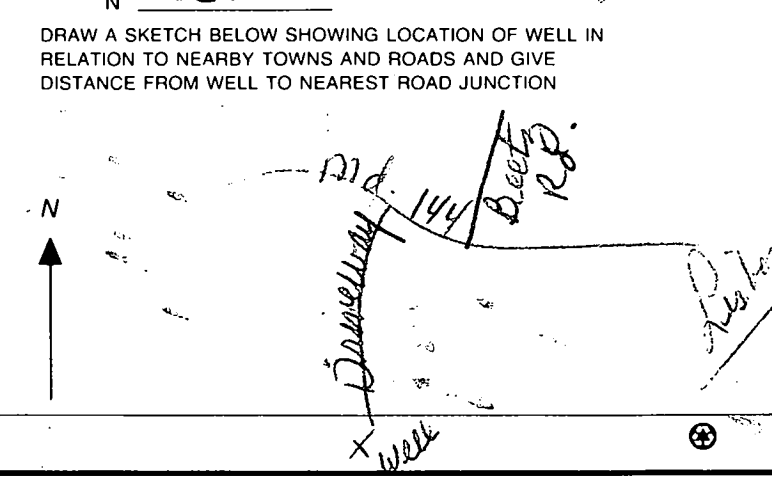 N
DRAW A SKETCH BELOW SHOWING LOCATION OF WELL IN
RELATION TO NEARBY TOWNS AND ROADS AND GIVE
DISTANCE FROM WELL TO NEAREST ROAD JUNCTION
N
Md. 144
Rd.
Driveway
Well